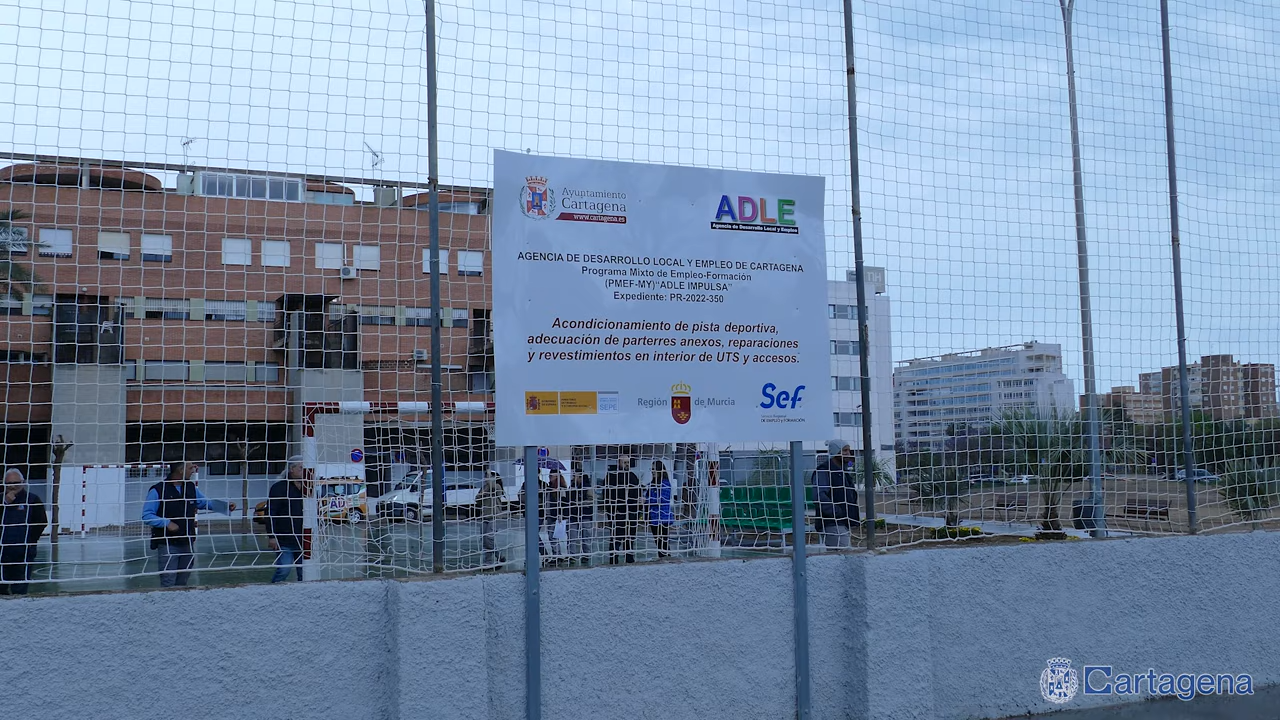 Ayuntamiento
Cartagena
www.cartagena.es
ADLE
Agencia de Desarrollo Local y Empleo
AGENCIA DE DESARROLLO LOCAL Y EMPLEO DE CARTAGENA
Programa Mixto de Empleo-Formación
(PMEF-MY)“ADLE IMPULSA”
Expediente: PR-2022-350
Acondicionamiento de pista deportiva,
adecuación de parterres anexos, reparaciones
y revestimientos en interior de UTS y accesos.
SEPE
Región de Murcia
Sef
DE EMPLEO Y FORMACIÓN
Cartagena